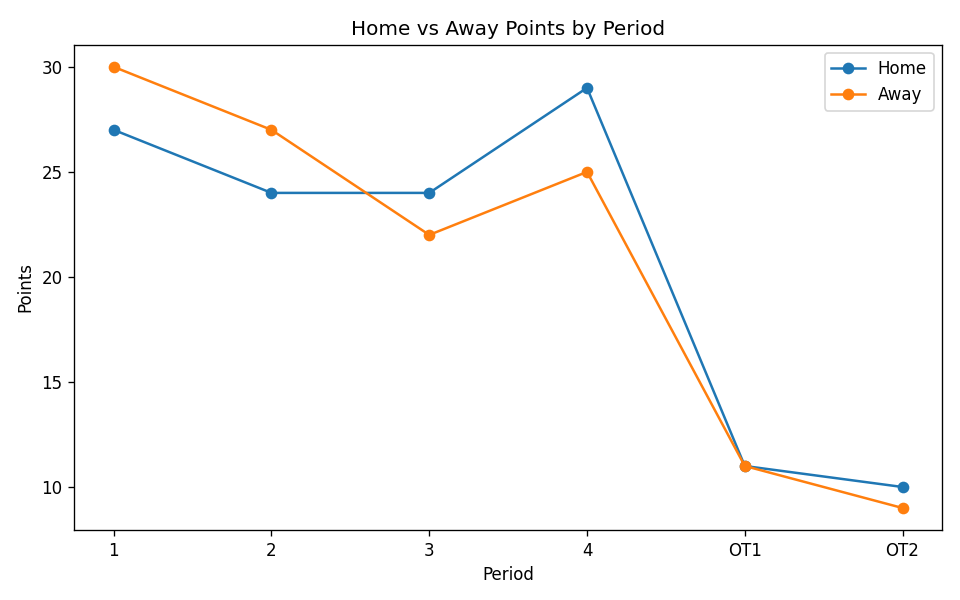 Home vs Away Points by Period
Home
Away
Points
30
25
20
15
10
1 2 3 4 OT1 OT2
Period